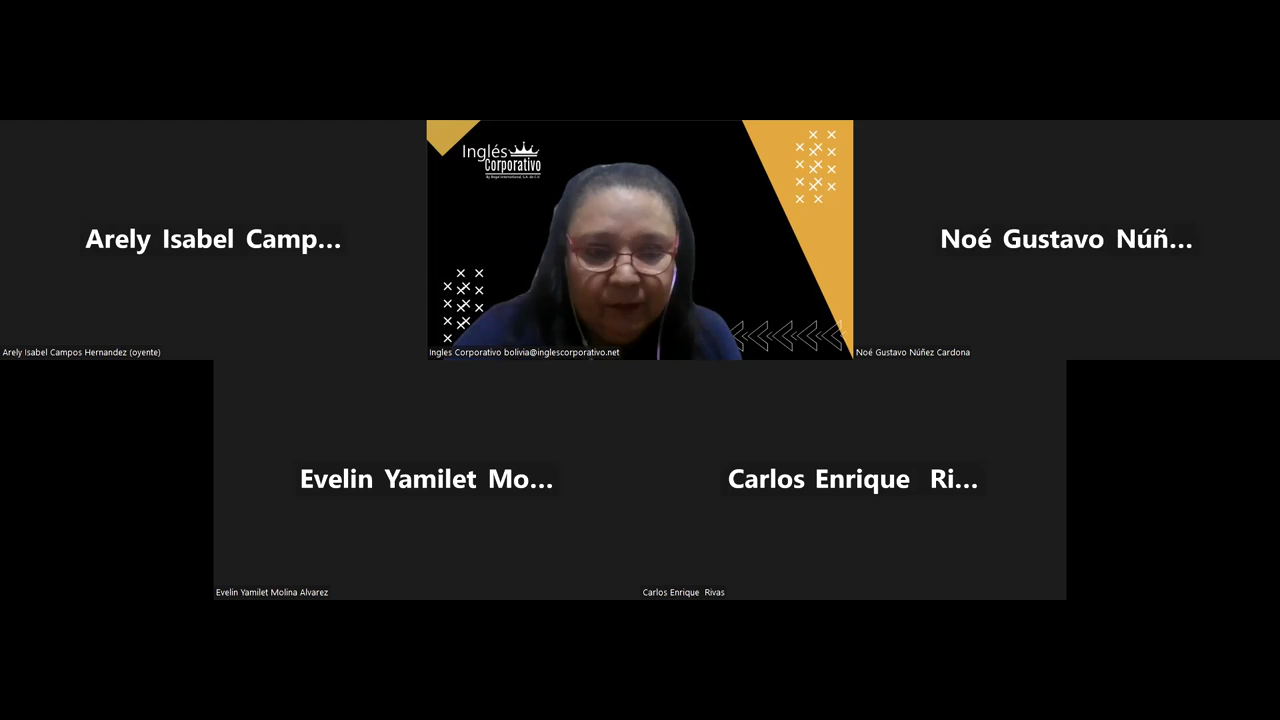 Arely Isabel Camp...
Arely Isabel Campos Hernandez (oyente)
Inglés
Corporativo
Ingles Corporativo bolivia@inglescorporativo.net
Noé Gustavo Núñ...
Noé Gustavo Núñez Cardona
Evelin Yamilet Mo...
Evelin Yamilet Molina Alvarez
Carlos Enrique Ri...
Carlos Enrique Rivas